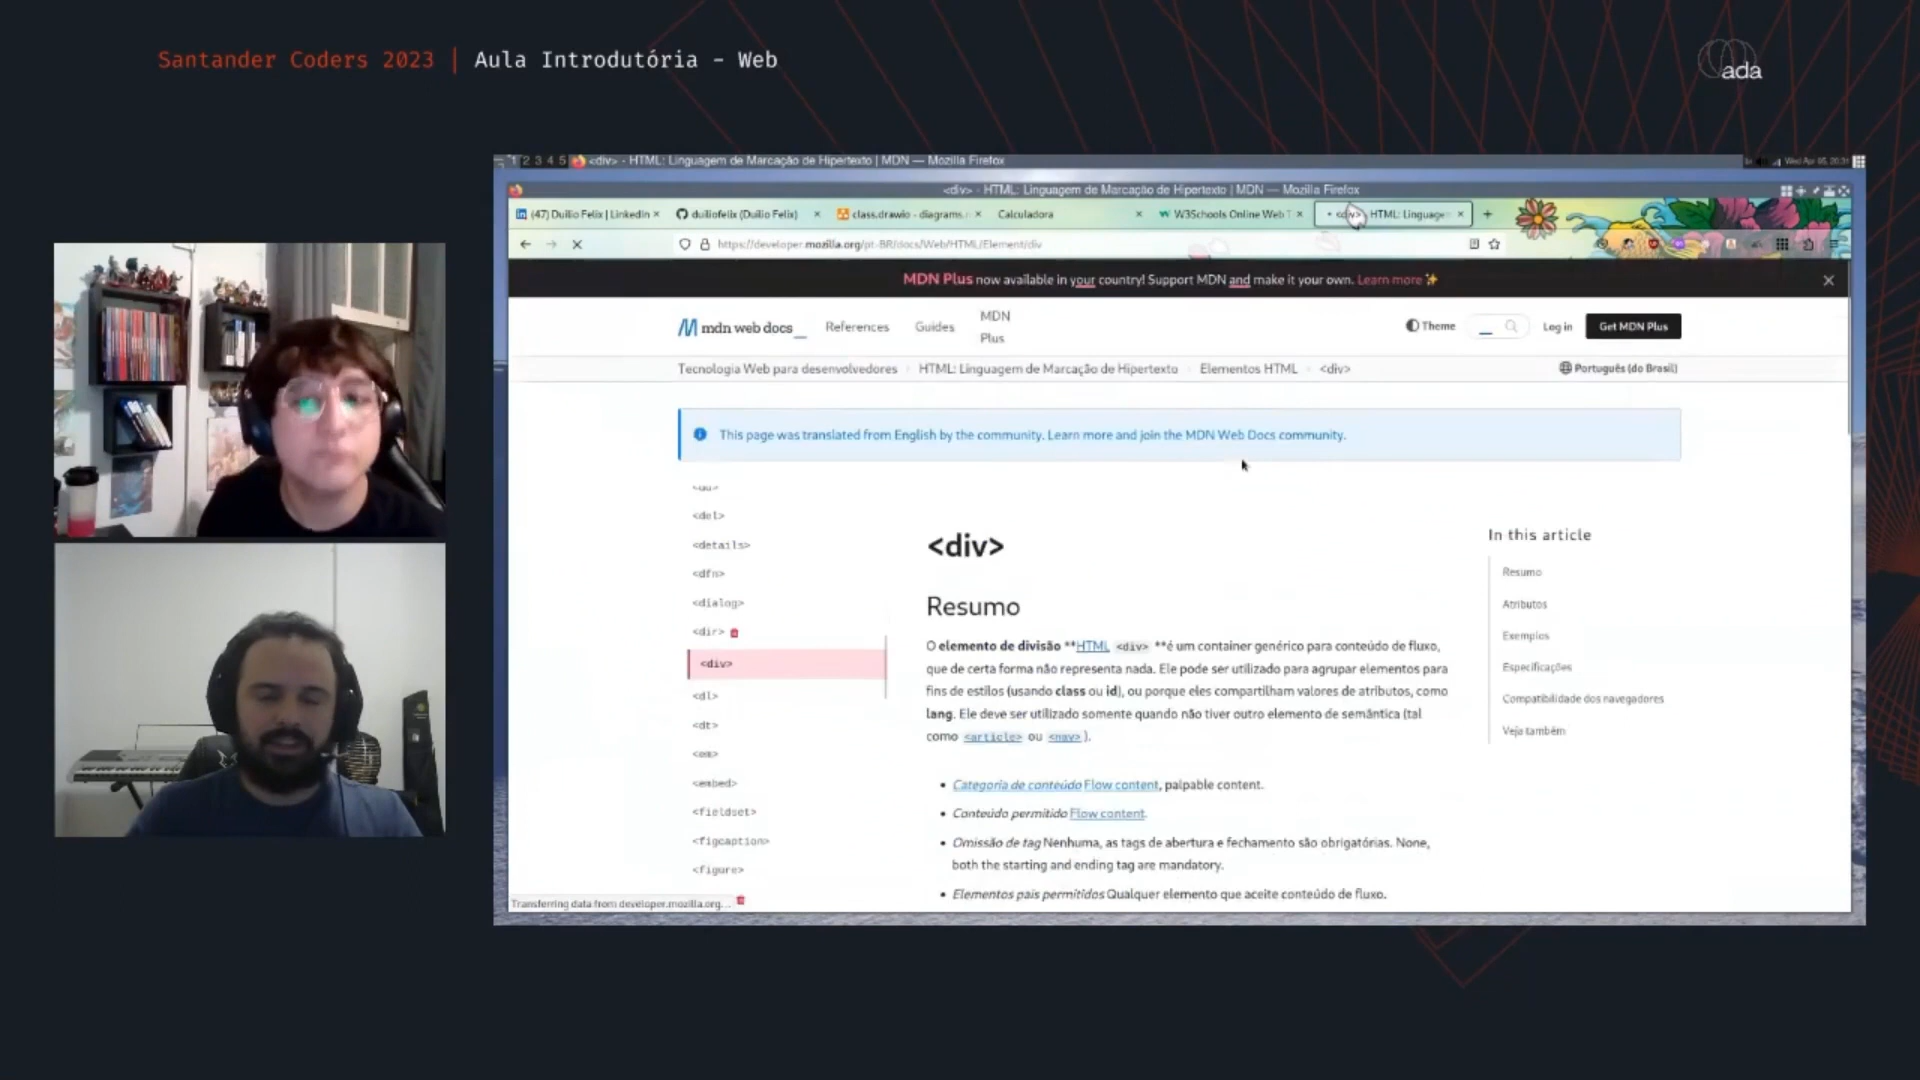 Santander Coders 2023 | Aula Introdutória - Web
ada
1 2 3 4 5 <div> - HTML: Linguagem de Marcação de Hipertexto | MDN — Mozilla Firefox
Wed Apr 05,
<div> - HTML: Linguagem de Marcação de Hipertexto | MDN — Mozilla Firefox
(47) Duilio Felix | LinkedIn
duiliofelix (Duilio Felix)
class.drawio - diagrams.
Calculadora
W3Schools Online Web T
HTML: Linguage
https://developer.mozilla.org/pt-BR/docs/Web/HTML/Element/div
MDN Plus now available in your country! Support MDN and make it your own. Learn more ✨
mdn web docs_
References
Guides
MDN
Plus
Theme
Log in
Get MDN Plus
Tecnologia Web para desenvolvedores
HTML: Linguagem de Marcação de Hipertexto
Elementos HTML
<div>
Português (do Brasil)
This page was translated from English by the community. Learn more and join the MDN Web Docs community.
<del>
<details>
<dfn>
<dialog>
<dir>
<div>
<dl>
<dt>
<em>
<embed>
<fieldset>
<figcaption>
<figure>
<div>
Resumo
O elemento de divisão **HTML <div> **é um container genérico para conteúdo de fluxo,
que de certa forma não representa nada. Ele pode ser utilizado para agrupar elementos para
fins de estilos (usando class ou id), ou porque eles compartilham valores de atributos, como
lang. Ele deve ser utilizado somente quando não tiver outro elemento de semântica (tal
como <article> ou <nav> ).
• Categoria de conteúdo Flow content, palpable content.
• Conteúdo permitido Flow content.
• Omissão de tag Nenhuma, as tags de abertura e fechamento são obrigatórias. None,
both the starting and ending tag are mandatory.
• Elementos pais permitidos Qualquer elemento que aceite conteúdo de fluxo.
In this article
Resumo
Atributos
Exemplos
Especificações
Compatibilidade dos navegadores
Veja também
Transferring data from developer.mozilla.org...